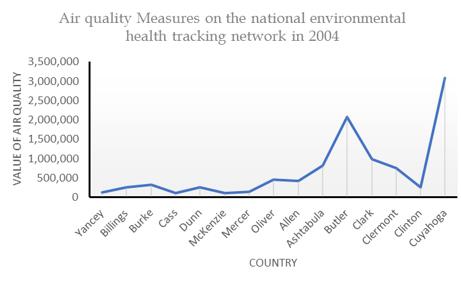 Air quality Measures on the national environmental
health tracking network in 2004
VALUE OF AIR QUALITY
3,500,000
3,000,000
2,500,000
2,000,000
1,500,000
1,000,000
500,000
0
Yancey
Billings
Burke
Cass
Dunn
McKenzie
Mercer
Oliver
Allen
Ashtabula
Butler
Clark
Clermont
Clinton
Cuyahoga
COUNTRY